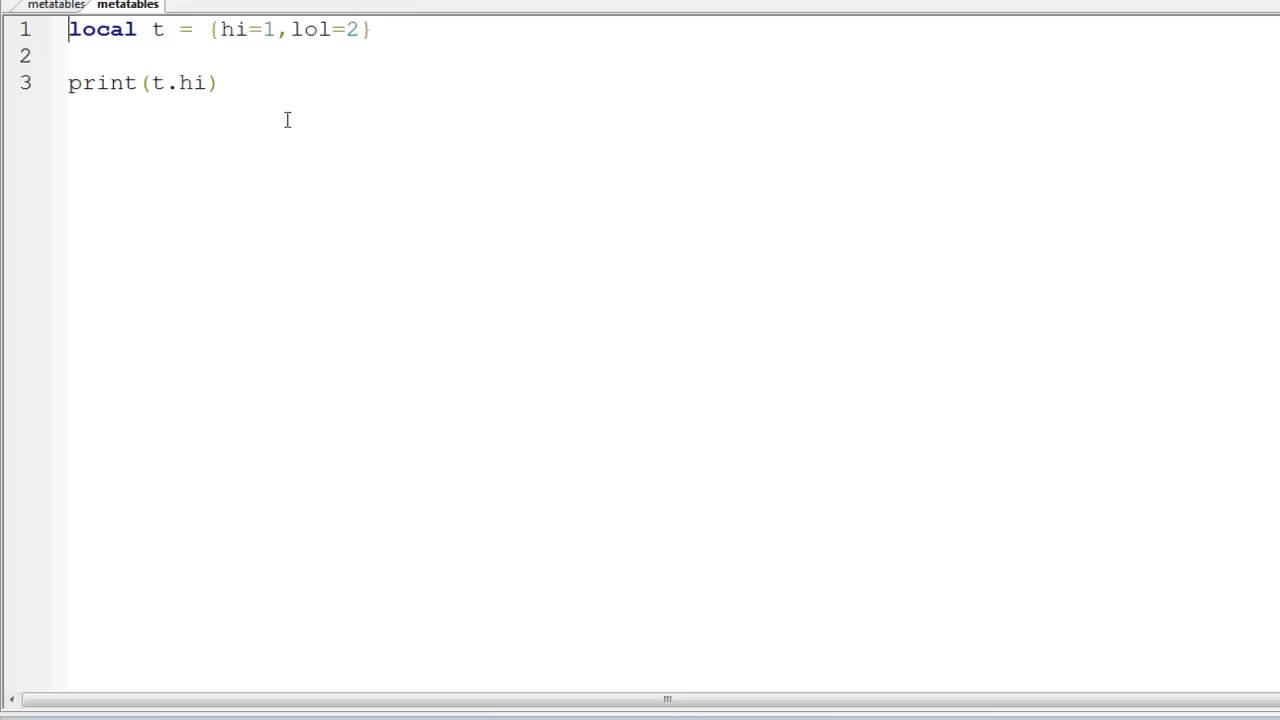 metatables metatables
1 local t = {hi=1,lol=2}
2
3 print(t.hi)